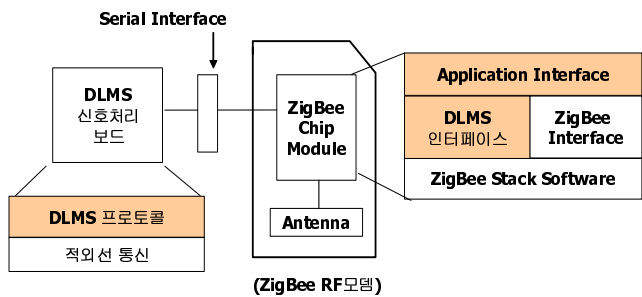 Serial Interface
DLMS
신호처리
보드
DLMS 프로토콜
적외선 통신
ZigBee
Chip
Module
Antenna
(ZigBee RF모뎀)
Application Interface
DLMS
인터페이스
ZigBee
Interface
ZigBee Stack Software